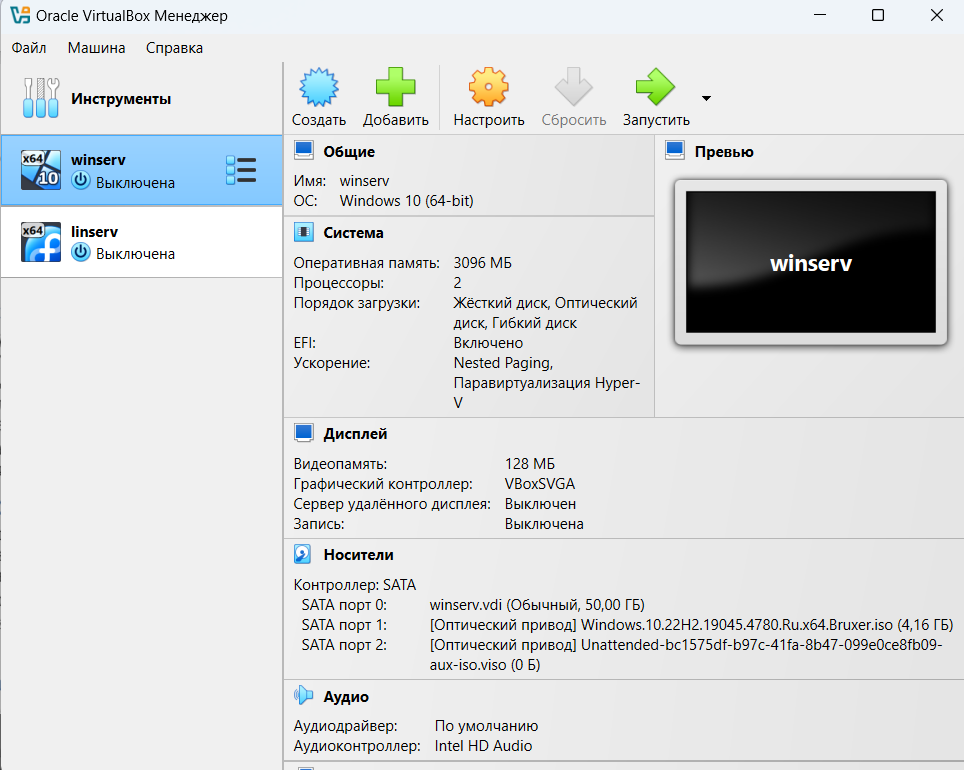 Oracle VirtualBox Менеджер
Файл Машина Справка
Инструменты
Создать Добавить Настроить Сбросить Запустить
x64 10
winserv
Выключена
x64
linserv
Выключена
Общие
Имя: winserv
ОС: Windows 10 (64-bit)
Система
Оперативная память: 3096 МБ
Процессоры: 2
Порядок загрузки: Жёсткий диск, Оптический
диск, Гибкий диск
EFI: Включено
Ускорение: Nested Paging,
Паравиртуализация Hyper-
V
Превью
winserv
Дисплей
Видеопамять: 128 МБ
Графический контроллер: VBoxSVGA
Сервер удалённого дисплея: Выключен
Запись: Выключена
Носители
Контроллер: SATA
SATA порт 0: winserv.vdi (Обычный, 50,00 ГБ)
SATA порт 1: [Оптический привод] Windows.10.22H2.19045.4780.Ru.x64.Bruxer.iso (4,16 ГБ)
SATA порт 2: [Оптический привод] Unattended-bc1575df-b97c-41fa-8b47-099e0ce8fb09-
aux-iso.viso (0 Б)
Аудио
Аудиодрайвер: По умолчанию
Аудиоконтроллер: Intel HD Audio